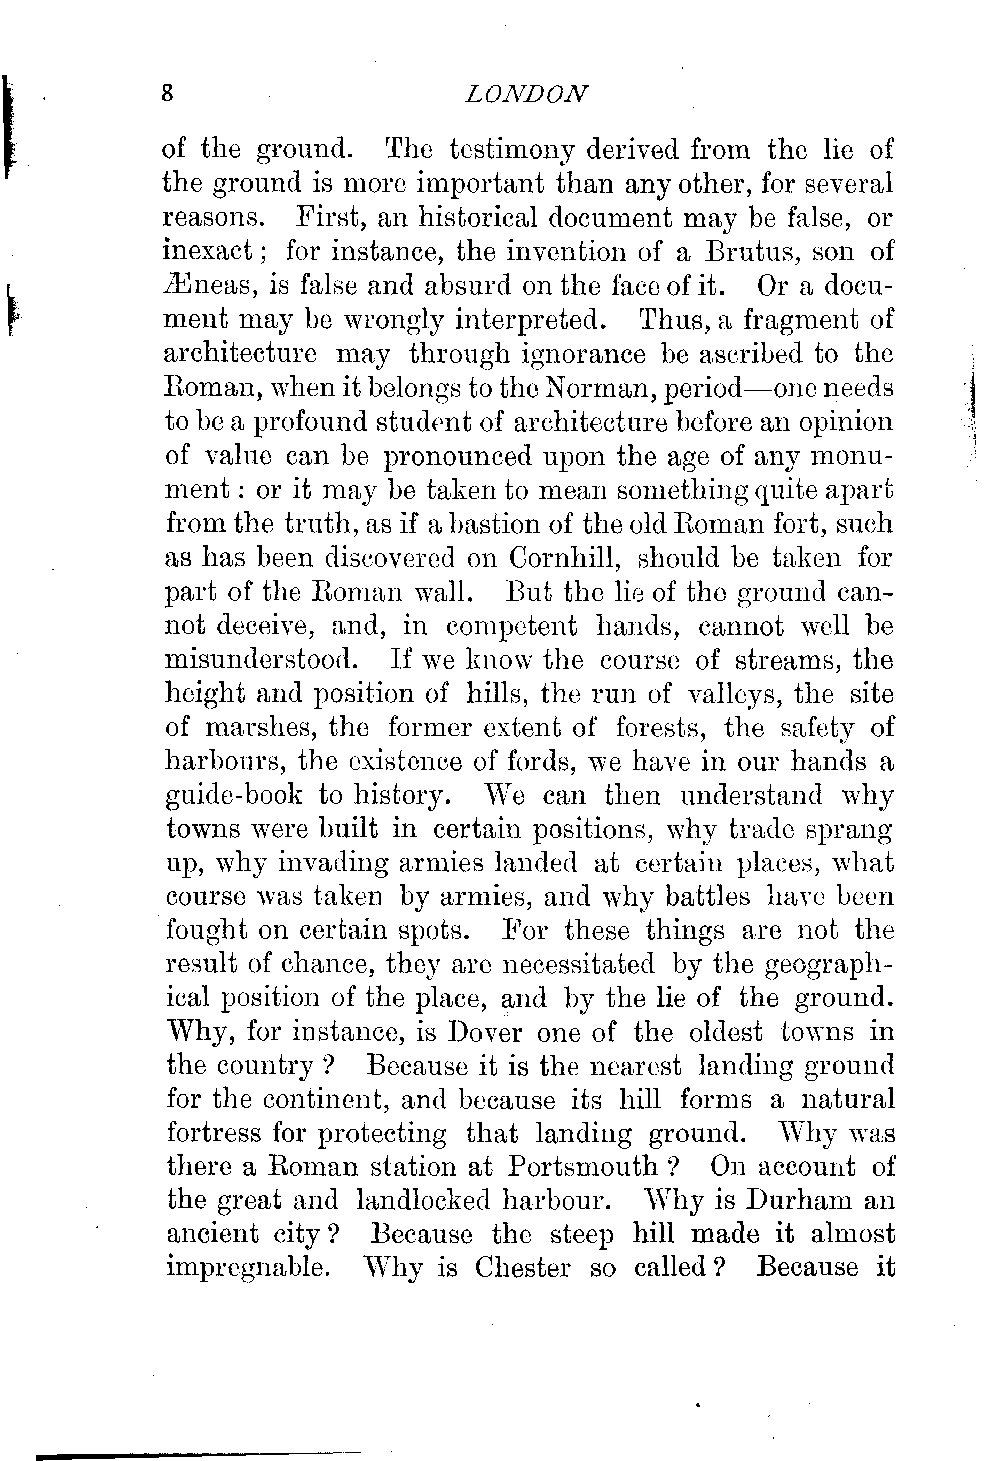 8 LONDON
of the ground. The testimony derived from the lie of
the ground is more important than any other, for several
reasons. First, an historical document may be false, or
inexact ; for instance, the invention of a Brutus, son of
Æneas, is false and absurd on the face of it. Or a docu-
ment may be wrongly interpreted. Thus, a fragment of
architecture may through ignorance be ascribed to the
Roman, when it belongs to the Norman, period—one needs
to be a profound student of architecture before an opinion
of value can be pronounced upon the age of any monu-
ment : or it may be taken to mean something quite apart
from the truth, as if a bastion of the old Roman fort, such
as has been discovered on Cornhill, should be taken for
part of the Roman wall. But the lie of the ground can-
not deceive, and, in competent hands, cannot well be
misunderstood. If we know the course of streams, the
height and position of hills, the run of valleys, the site
of marshes, the former extent of forests, the safety of
harbours, the existence of fords, we have in our hands a
guide-book to history. We can then understand why
towns were built in certain positions, why trade sprang
up, why invading armies landed at certain places, what
course was taken by armies, and why battles have been
fought on certain spots. For these things are not the
result of chance, they are necessitated by the geograph-
ical position of the place, and by the lie of the ground.
Why, for instance, is Dover one of the oldest towns in
the country ? Because it is the nearest landing ground
for the continent, and because its hill forms a natural
fortress for protecting that landing ground. Why was
there a Roman station at Portsmouth ? On account of
the great and landlocked harbour. Why is Durham an
ancient city ? Because the steep hill made it almost
impregnable. Why is Chester so called ? Because it